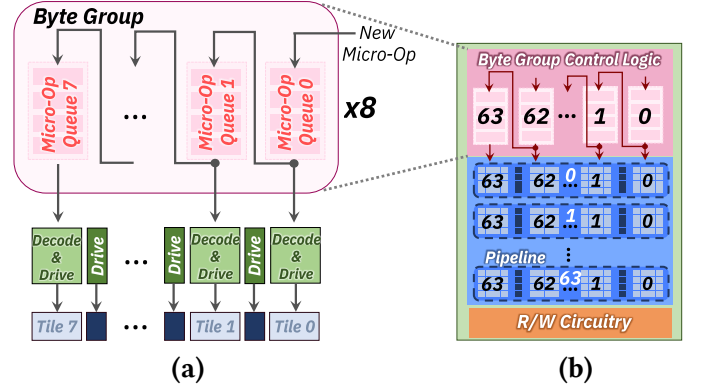 Byte Group
New
Micro-Op
Micro-Op
Queue 7
...
Micro-Op
Queue 1
Micro-Op
Queue 0
x8
Decode
&
Drive
Drive
...
Drive
Decode
&
Drive
Drive
Decode
&
Drive
Tile 7
...
Tile 1
Tile 0
(a)
Byte Group Control Logic
63 62 ... 1 0
63 62 0 ... 1 0
63 62 1 ... 1 0
Pipeline
63 62 63 ... 1 0
R/W Circuitry
(b)